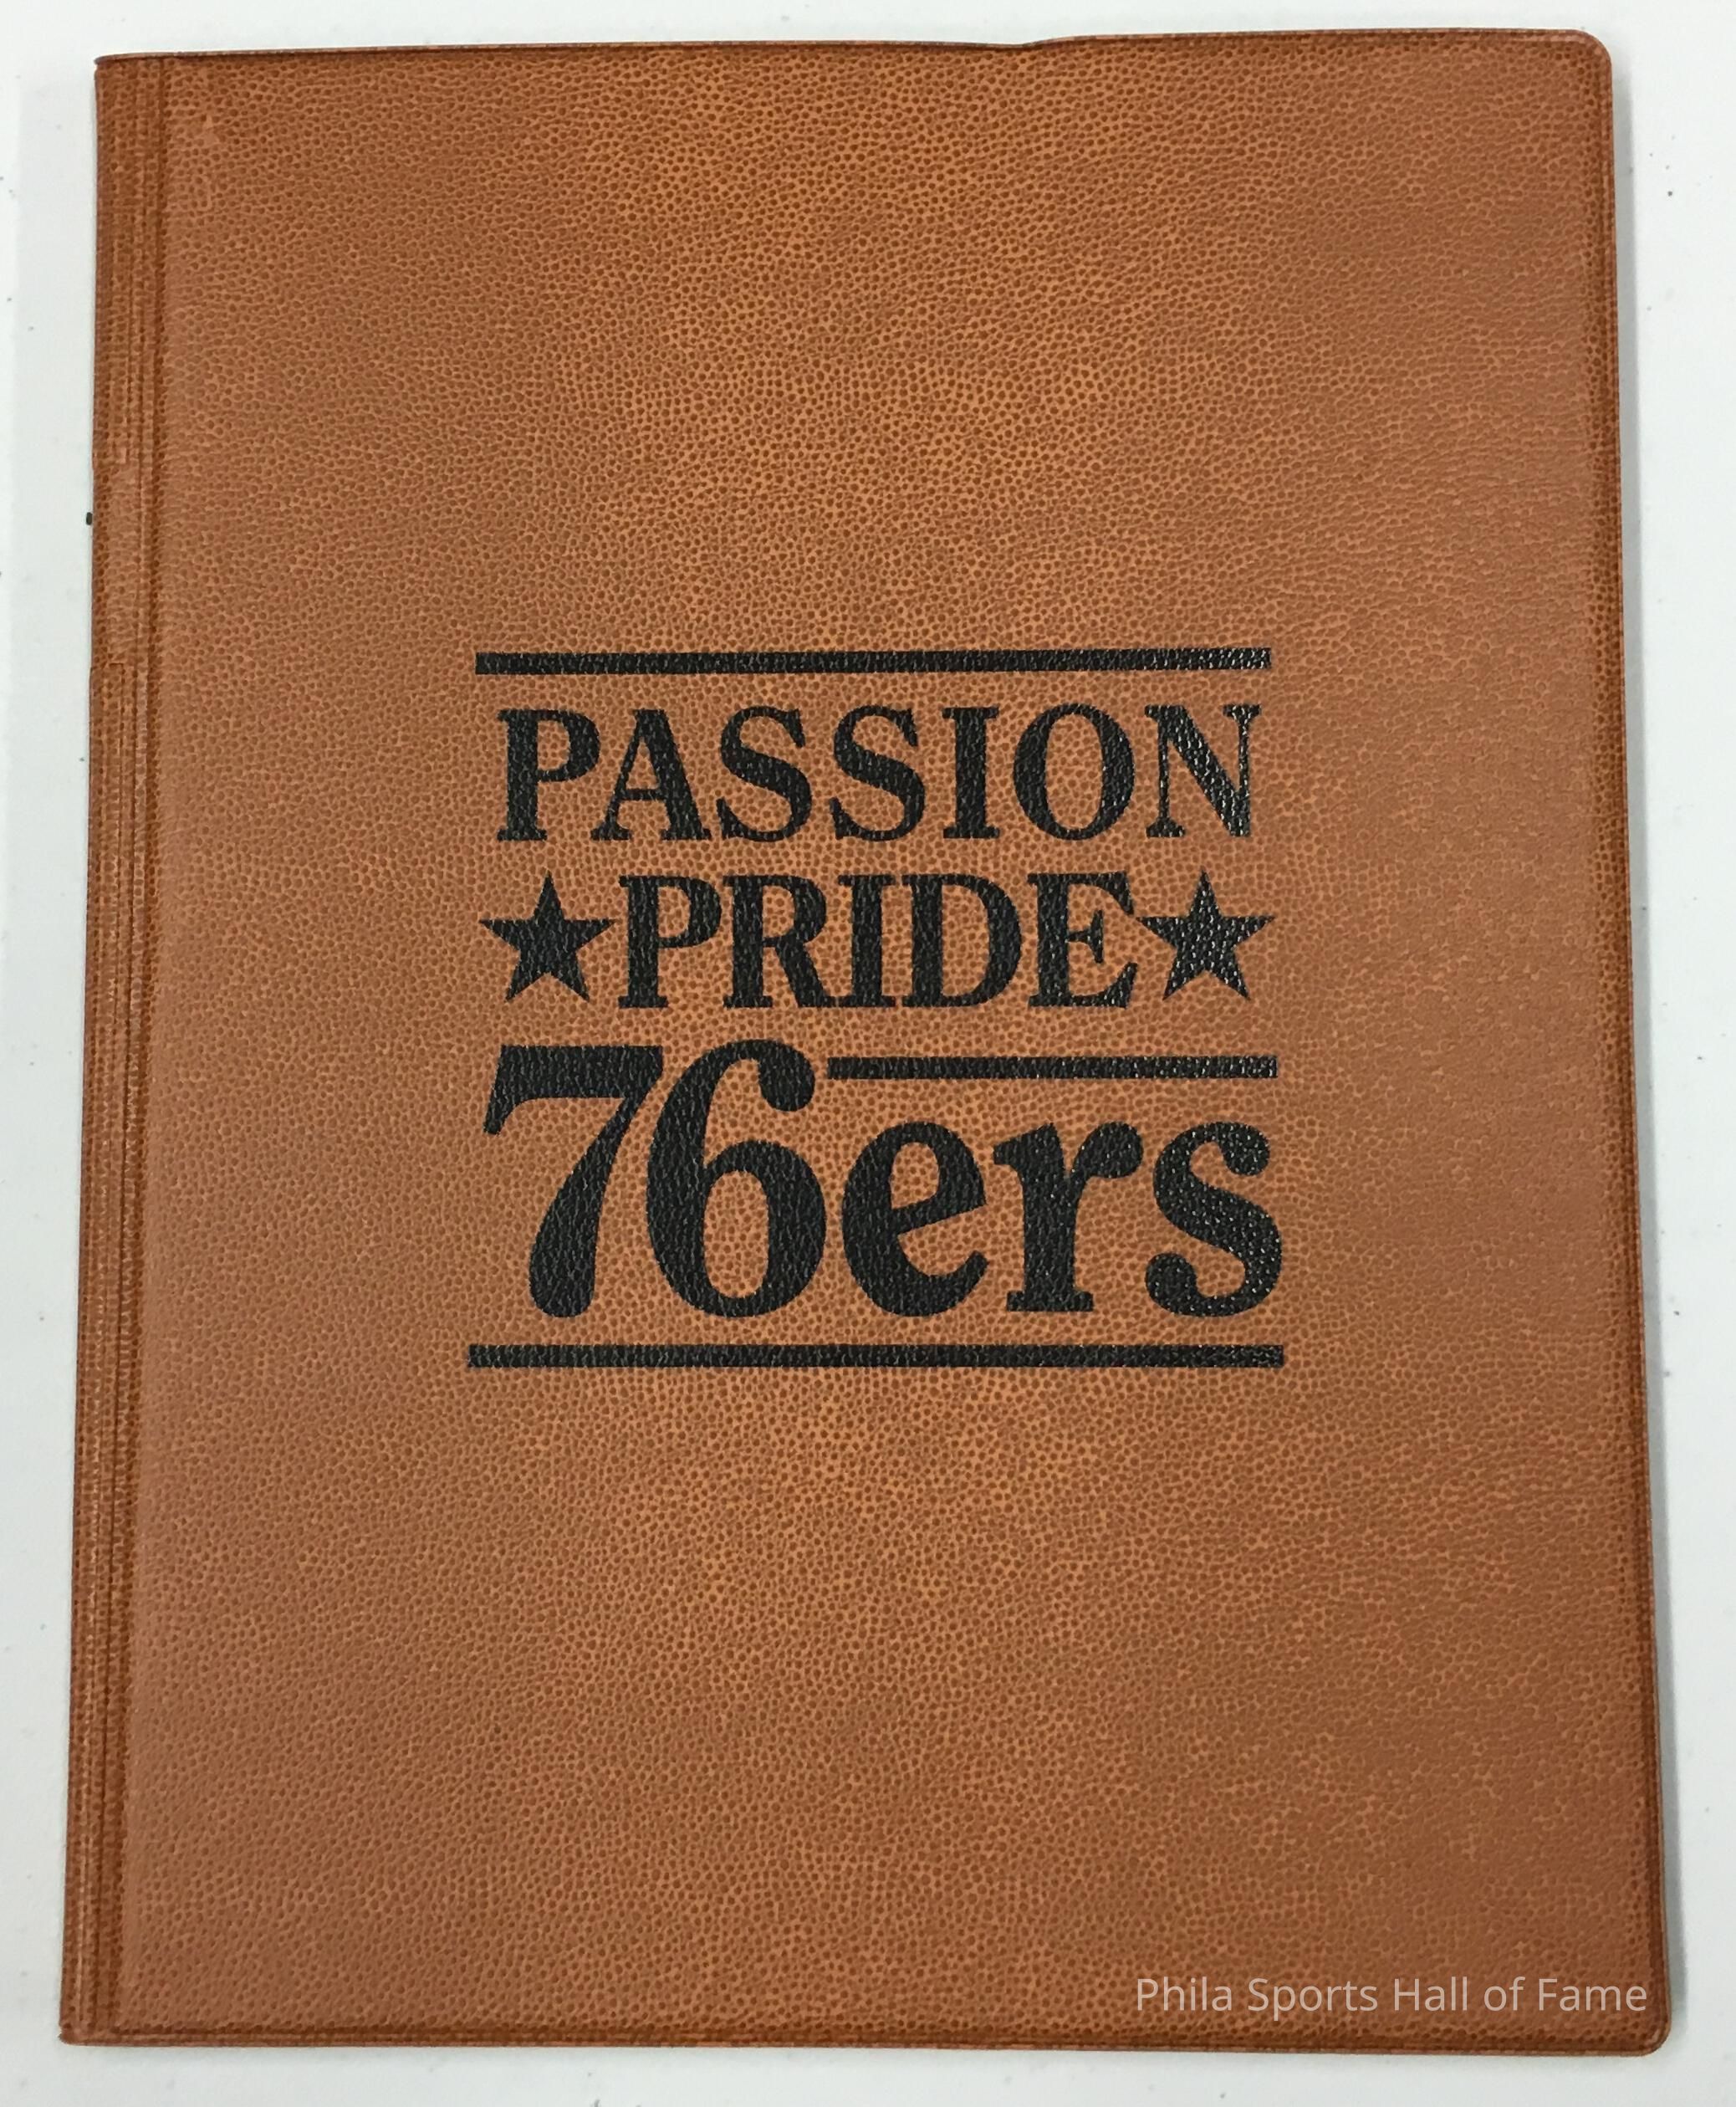 PASSION
★PRIDE★
76ers
Phila Sports Hall of Fame